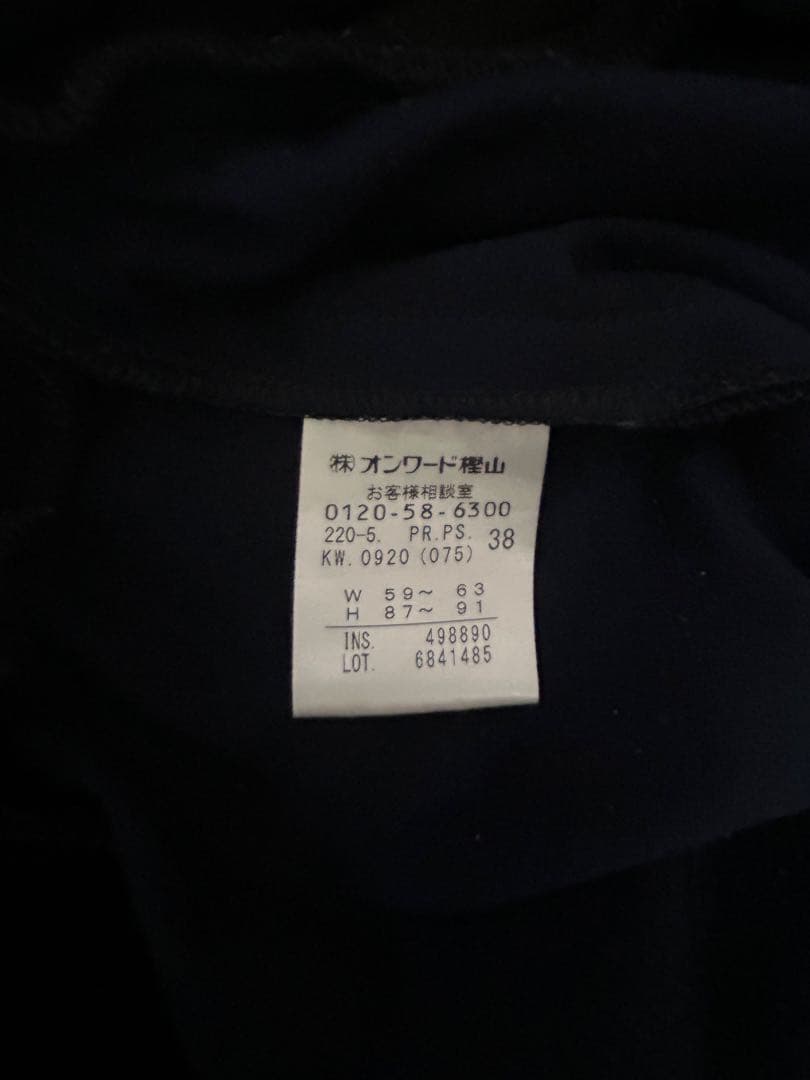 ㈱オンワード樫山
お客様相談室
0120-58-6300
220-5. PR.PS. 38
KW.0920(075)
W 59～ 63
H 87～ 91
INS. 498890
LOT. 6841485